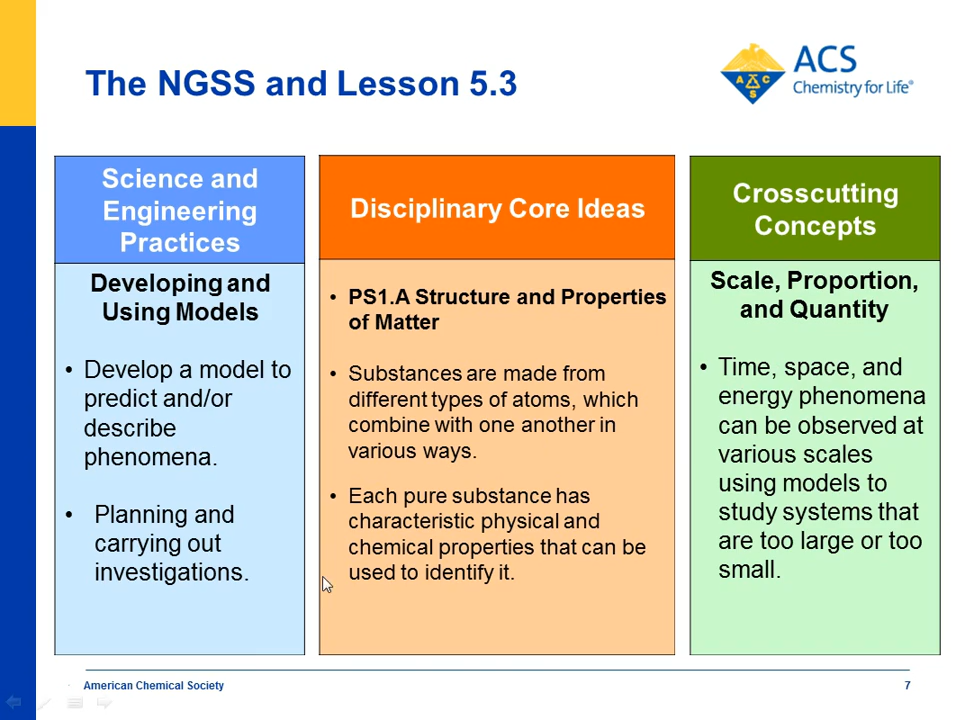 The NGSS and Lesson 5.3
A C S
ACS
Chemistry for Life®
Science and
Engineering
Practices
Developing and
Using Models
• Develop a model to
predict and/or
describe
phenomena.
• Planning and
carrying out
investigations.
Disciplinary Core Ideas
• PS1.A Structure and Properties
of Matter
• Substances are made from
different types of atoms, which
combine with one another in
various ways.
• Each pure substance has
characteristic physical and
chemical properties that can be
used to identify it.
Crosscutting
Concepts
Scale, Proportion,
and Quantity
• Time, space, and
energy phenomena
can be observed at
various scales
using models to
study systems that
are too large or too
small.
American Chemical Society
7